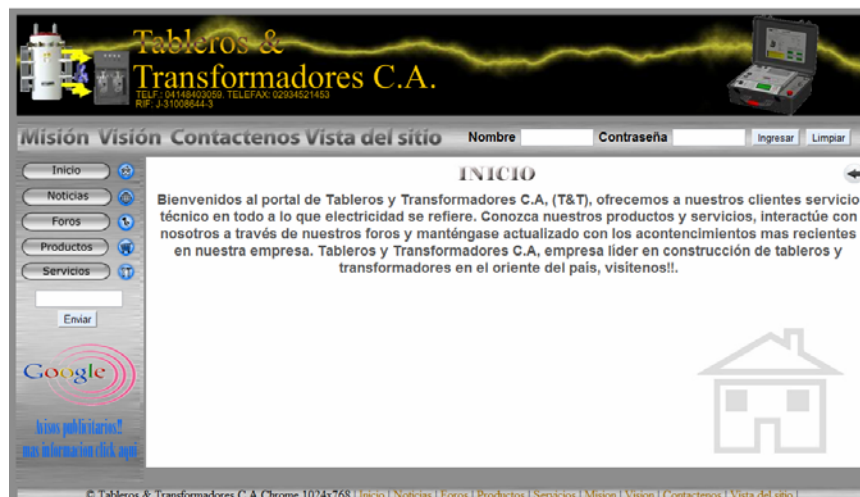 Tableros &
Transformadores C.A.
TELF.: 04148403059. TELEFAX: 02934521453
RIF: J-31008644-3
Misión Visión Contactenos Vista del sitio Nombre Contraseña Ingresar Limpiar
Inicio
Noticias
Foros
Productos
Servicios
Enviar
Google
Avisos publicitarios!!
mas informacion click aqui
INICIO
Bienvenidos al portal de Tableros y Transformadores C.A, (T&T), ofrecemos a nuestros clientes servicio
técnico en todo a lo que electricidad se refiere. Conozca nuestros productos y servicios, interactúe con
nosotros a través de nuestros foros y manténgase actualizado con los acontencimientos mas recientes
en nuestra empresa. Tableros y Transformadores C.A, empresa líder en construcción de tableros y
transformadores en el oriente del país, visítenos!!.
© Tableros & Transformadores C.A Chrome 1024x768 | Inicio | Noticias | Foros | Productos | Servicios | Mision | Vision | Contactenos | Vista del sitio |